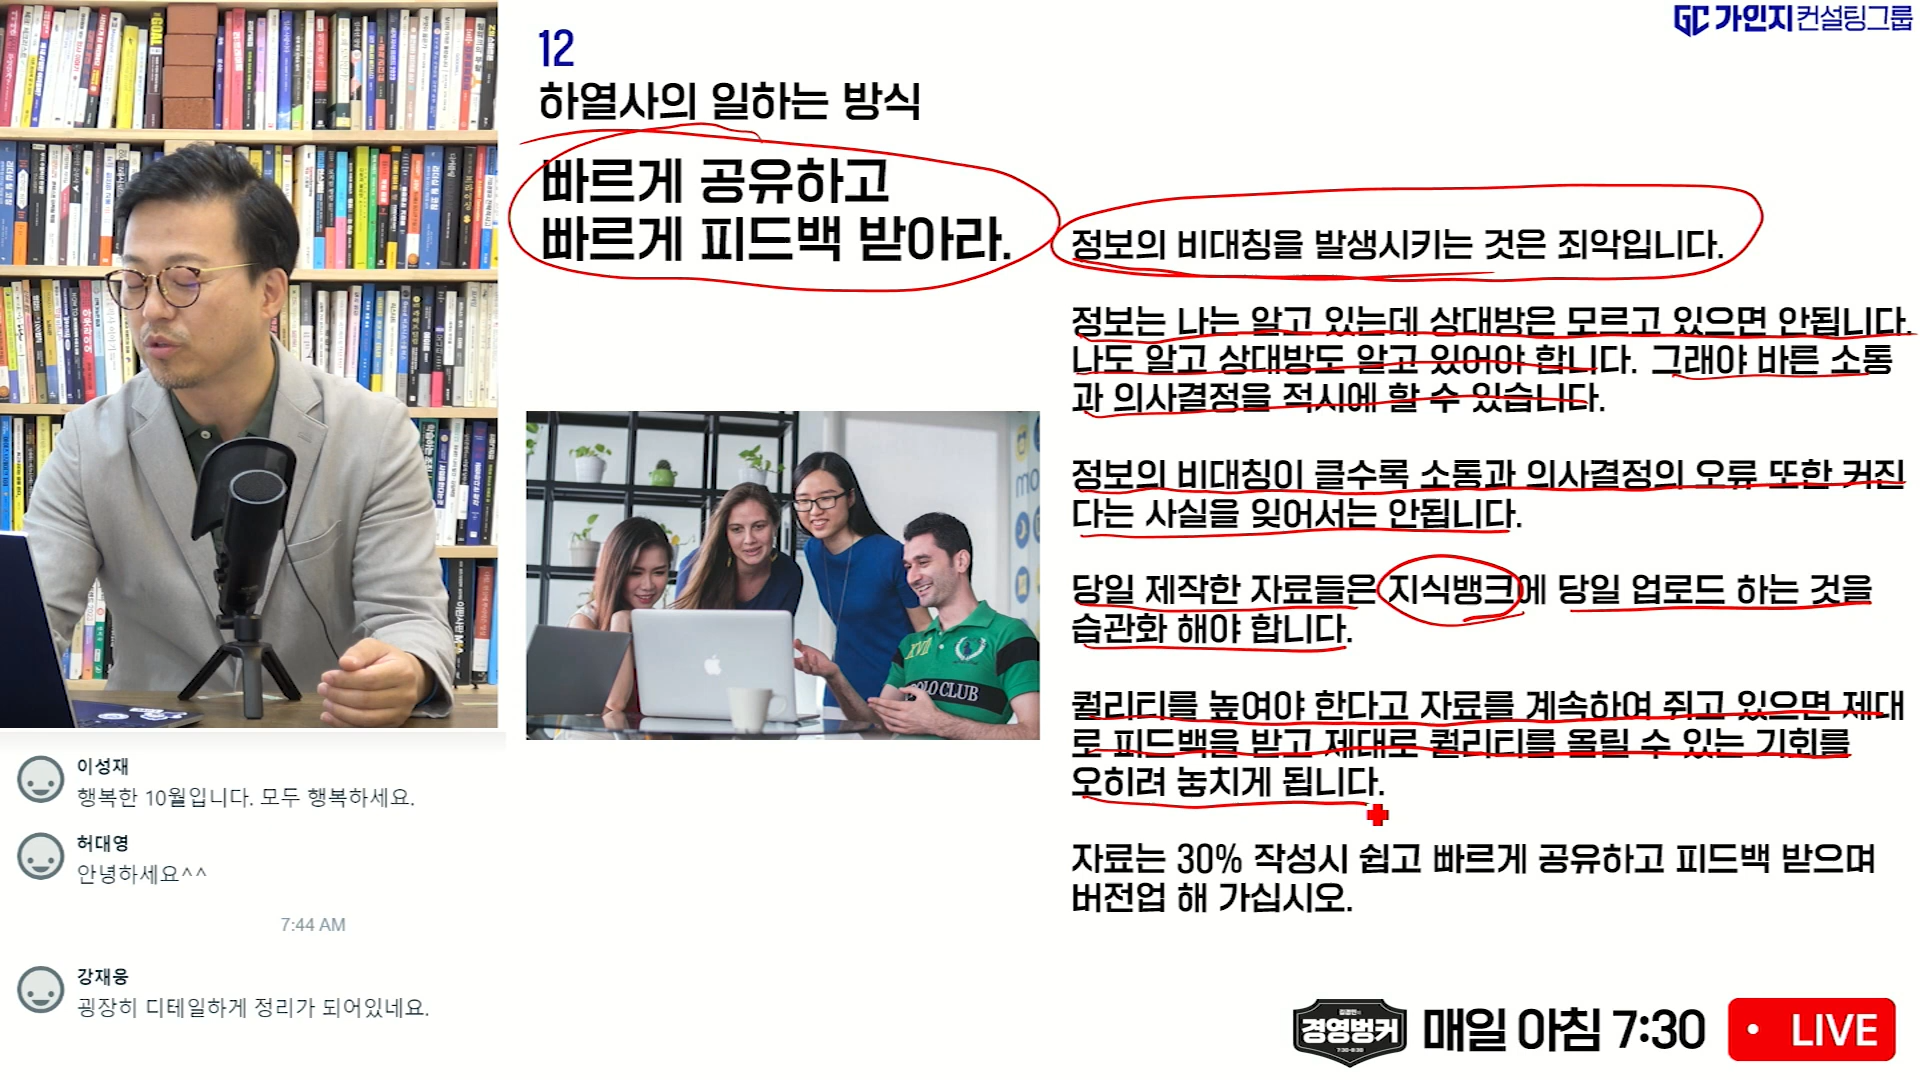 GC 가인지컨설팅그룹
12
하열사의 일하는 방식
빠르게 공유하고
빠르게 피드백 받아라.
정보의 비대칭을 발생시키는 것은 죄악입니다.
정보는 나는 알고 있는데 상대방은 모르고 있으면 안됩니다.
나도 알고 상대방도 알고 있어야 합니다. 그래야 바른 소통
과 의사결정을 적시에 할 수 있습니다.
정보의 비대칭이 클수록 소통과 의사결정의 오류 또한 커진
다는 사실을 잊어서는 안됩니다.
당일 제작한 자료들은 지식뱅크에 당일 업로드 하는 것을
습관화 해야 합니다.
퀄리티를 높여야 한다고 자료를 계속하여 쥐고 있으면 제대
로 피드백을 받고 제대로 퀄리티를 올릴 수 있는 기회를
오히려 놓치게 됩니다.
자료는 30% 작성시 쉽고 빠르게 공유하고 피드백 받으며
버전업 해 가십시오.
GOAL
아웃라이어
XVII
POLO CLUB
mo
이성재
행복한 10월입니다. 모두 행복하세요.
허대영
안녕하세요^^
7:44 AM
강재웅
굉장히 디테일하게 정리가 되어있네요.
경영벙커
매일 아침 7:30
LIVE